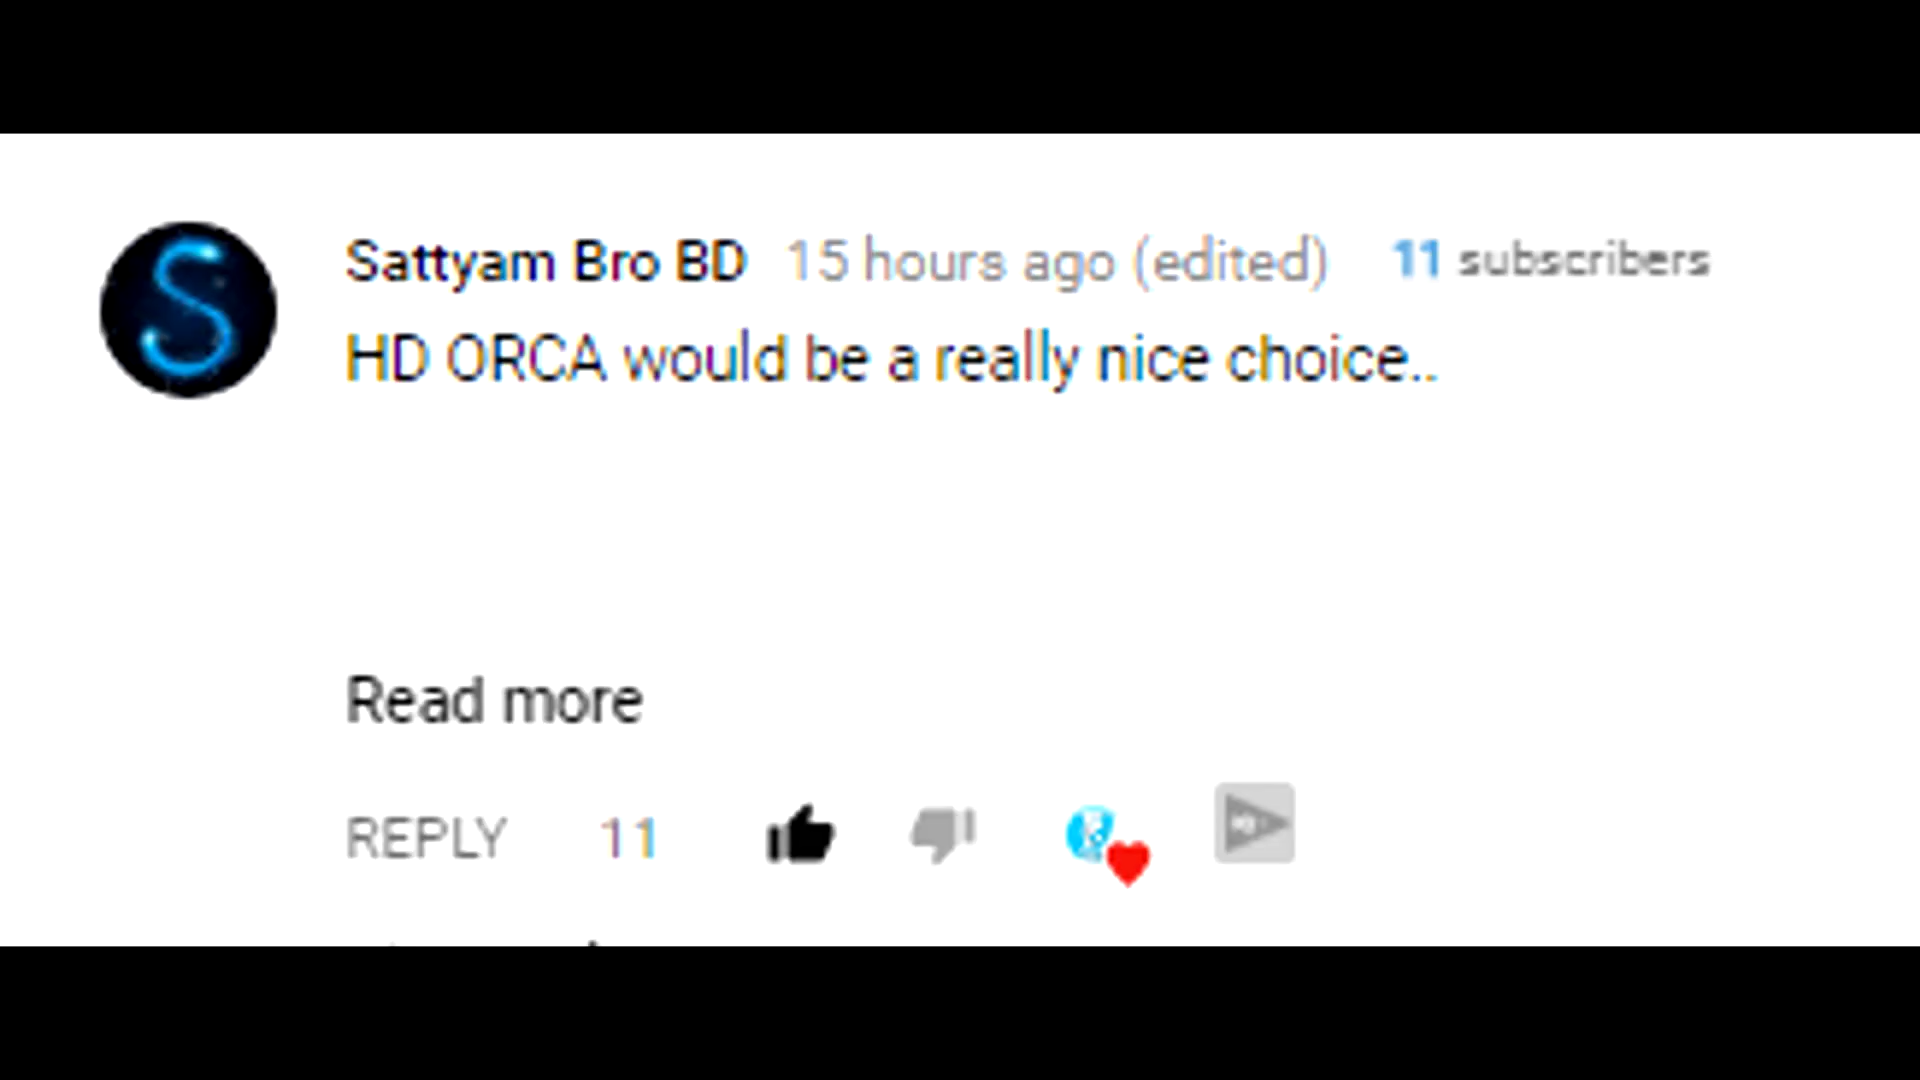 Sattyam Bro BD 15 hours ago (edited) 11 subscribers
HD ORCA would be a really nice choice..
Read more
REPLY 11